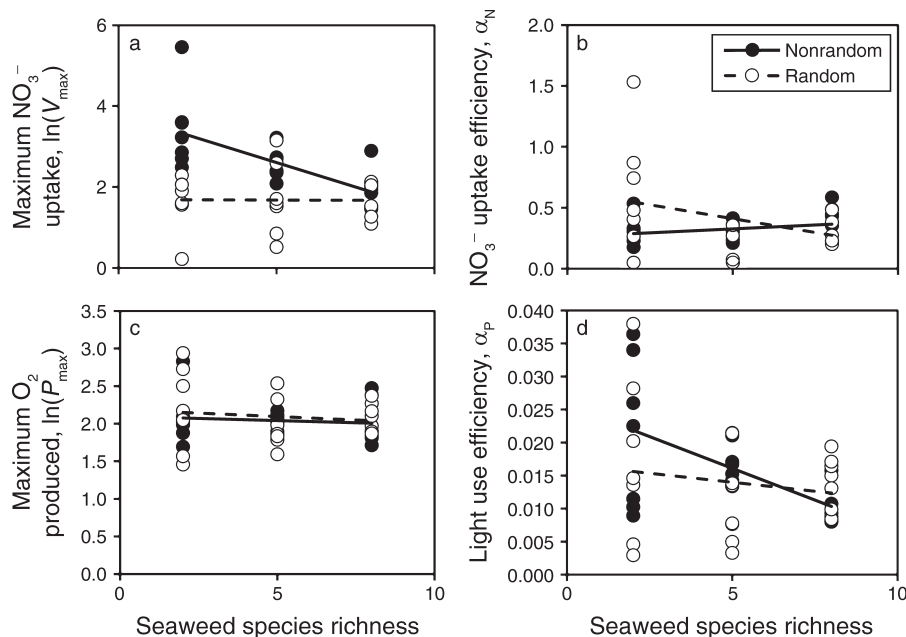 a
Maximum NO₃⁻
uptake, ln(Vmax)
6
4
2
0
b
NO₃⁻ uptake efficiency, αN
2.0
1.5
1.0
0.5
0.0
Nonrandom
Random
c
Maximum O₂
produced, ln(Pmax)
3.5
3.0
2.5
2.0
1.5
1.0
0.5
0.0
0
5
10
Seaweed species richness
d
Light use efficiency, αP
0.040
0.035
0.030
0.025
0.020
0.015
0.010
0.005
0.000
0
5
10
Seaweed species richness